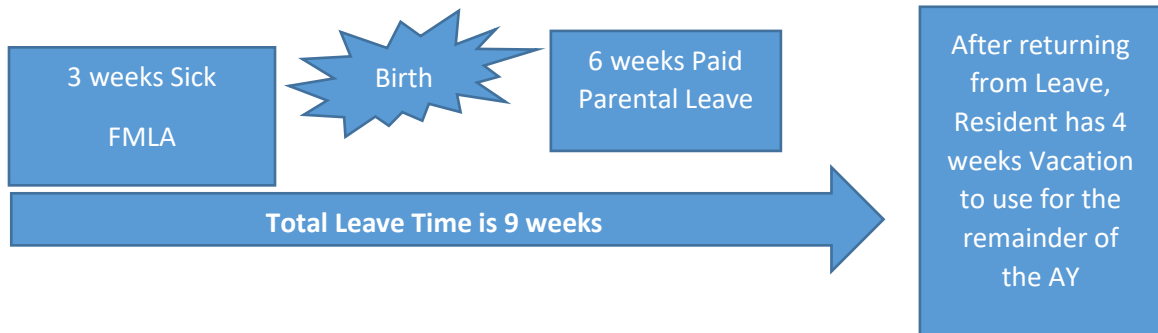 3 weeks Sick
FMLA
Birth
6 weeks Paid
Parental Leave
Total Leave Time is 9 weeks
After returning
from Leave,
Resident has 4
weeks Vacation
to use for the
remainder of
the AY